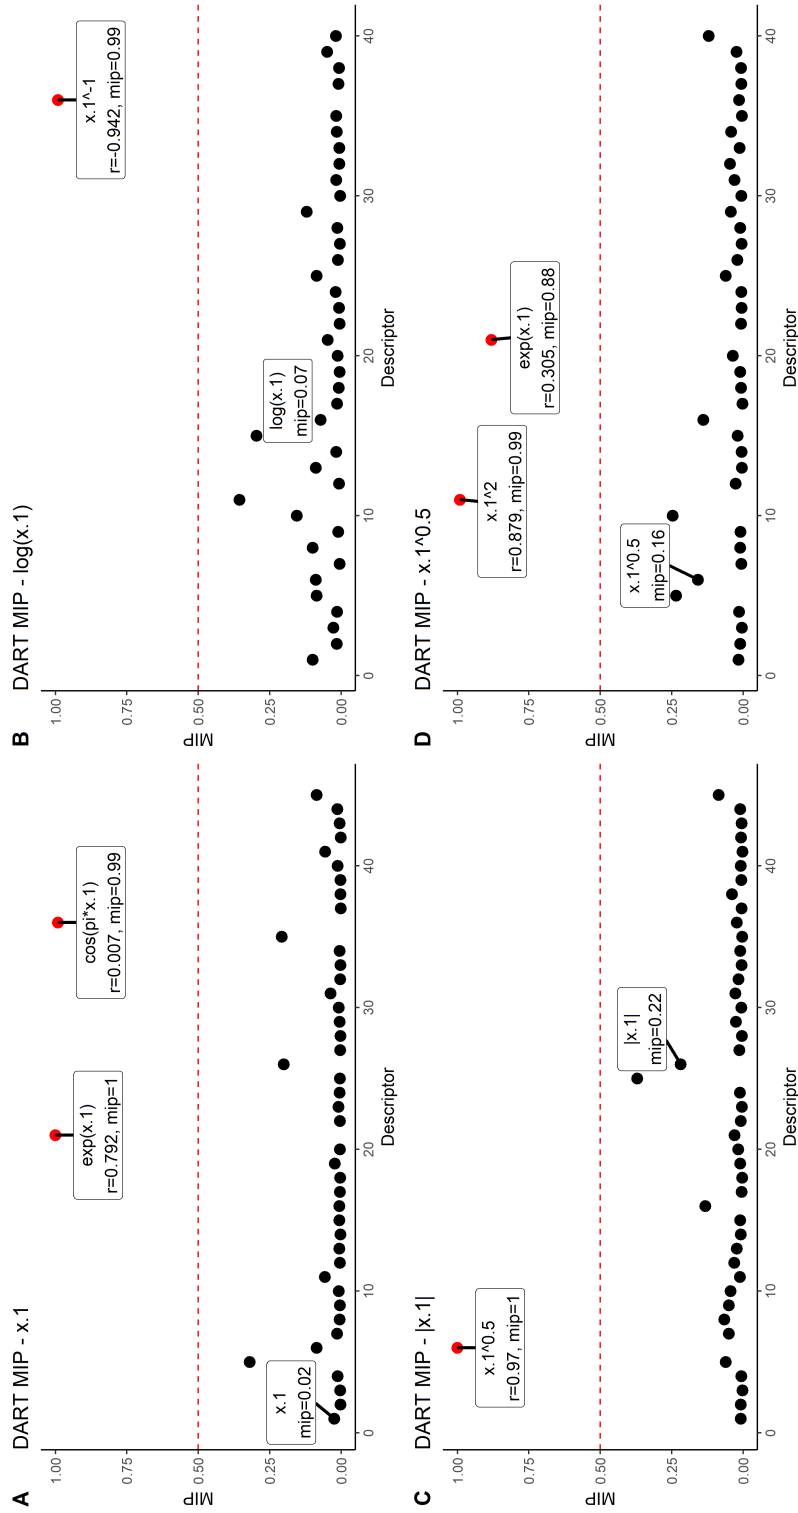 A
DART MIP - x.1
MIP
1.00
0.75
0.50
0.25
0.00
x.1
mip=0.02
exp(x.1)
r=0.792, mip=1
cos(pi*x.1)
r=0.007, mip=0.99
0
10
20
30
40
Descriptor
B
DART MIP - log(x.1)
MIP
1.00
0.75
0.50
0.25
0.00
log(x.1)
mip=0.07
x.1^-1
r=-0.942, mip=0.99
0
10
20
30
40
Descriptor
C
DART MIP - |x.1|
MIP
1.00
0.75
0.50
0.25
0.00
x.1^0.5
r=0.97, mip=1
|x.1|
mip=0.22
0
10
20
30
40
Descriptor
D
DART MIP - x.1^0.5
MIP
1.00
0.75
0.50
0.25
0.00
x.1^0.5
mip=0.16
x.1^2
r=0.879, mip=0.99
exp(x.1)
r=0.305, mip=0.88
0
10
20
30
40
Descriptor